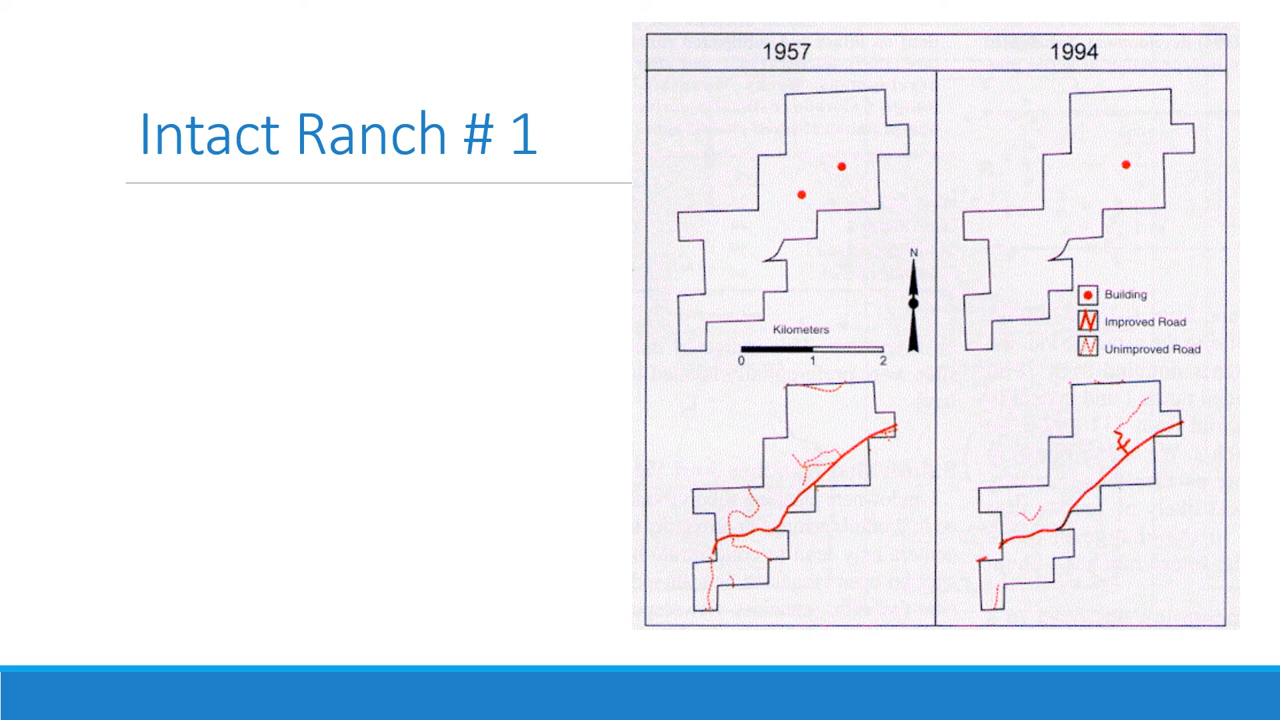 Intact Ranch # 1
1957
1994
N
Kilometers
0 1 2
Building
Improved Road
Unimproved Road